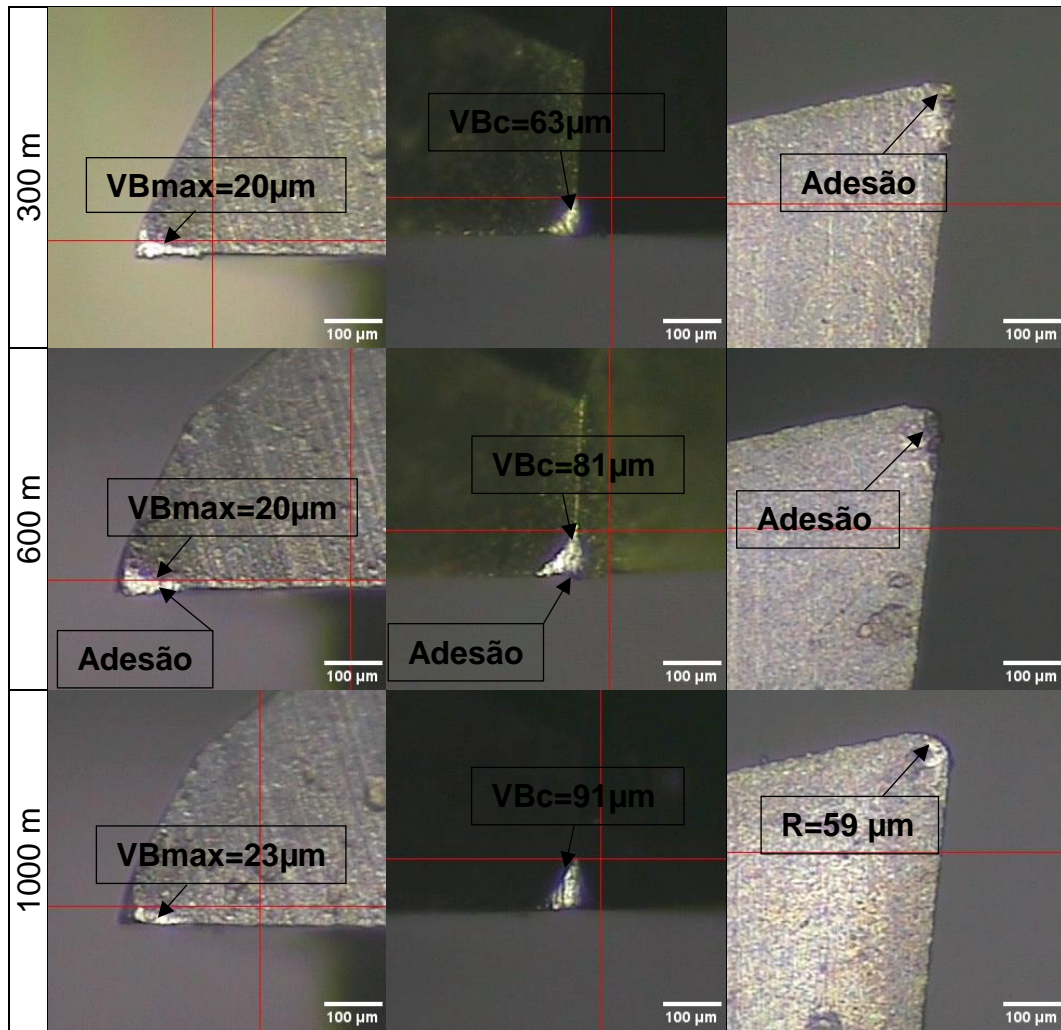 300 m
VBmax=20µm
100 µm
VBc=63µm
100 µm
Adesão
100 µm
600 m
VBmax=20µm
Adesão
100 µm
VBc=81µm
Adesão
100 µm
Adesão
100 µm
1000 m
VBmax=23µm
100 µm
VBc=91µm
100 µm
R=59 µm
100 µm